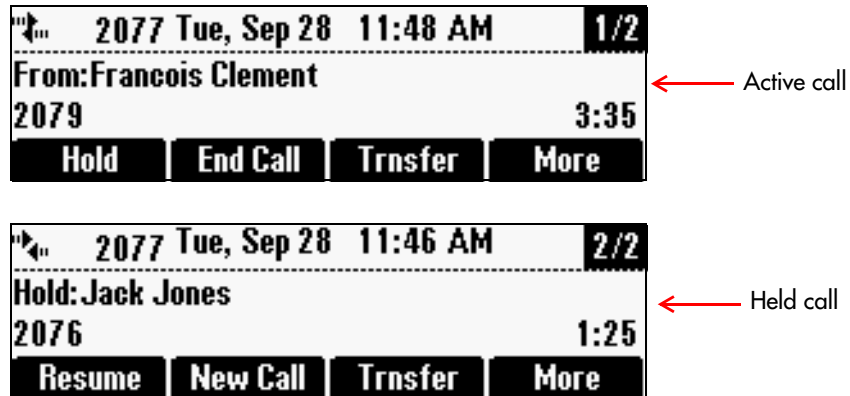 2077 Tue, Sep 28 11:48 AM 1/2
From:Francois Clement
Active call
2079 3:35
Hold End Call Trnsfer More
2077 Tue, Sep 28 11:46 AM 2/2
Hold:Jack Jones
Held call
2076 1:25
Resume New Call Trnsfer More